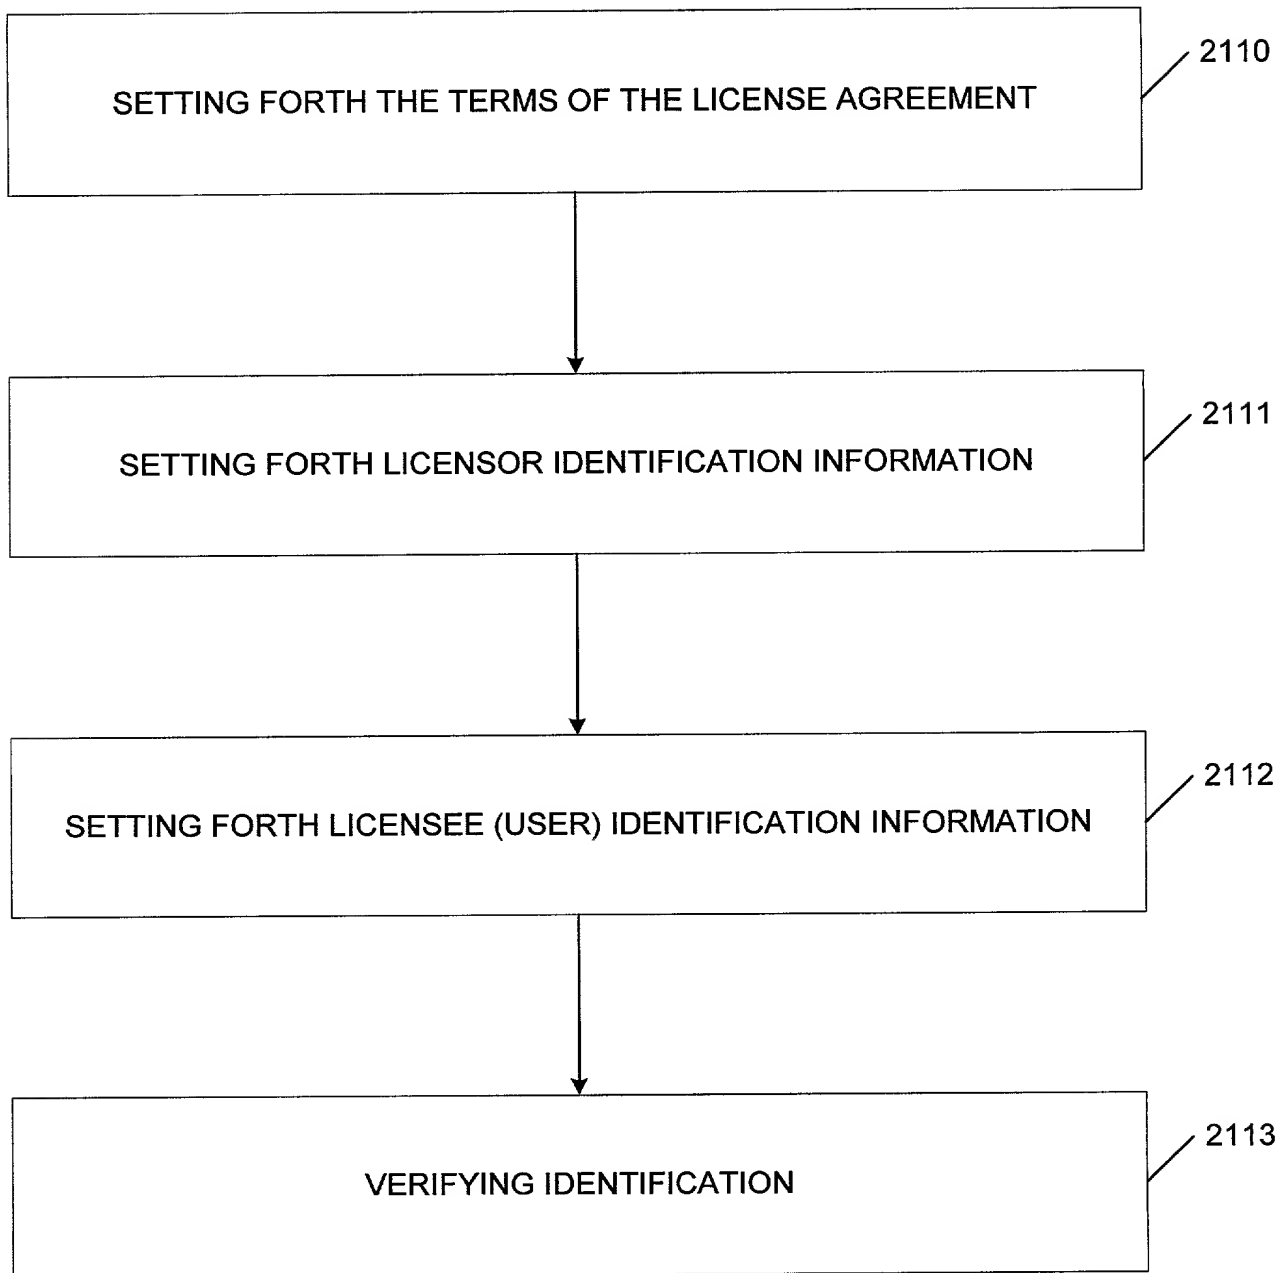 2110
SETTING FORTH THE TERMS OF THE LICENSE AGREEMENT
2111
SETTING FORTH LICENSOR IDENTIFICATION INFORMATION
2112
SETTING FORTH LICENSEE (USER) IDENTIFICATION INFORMATION
2113
VERIFYING IDENTIFICATION